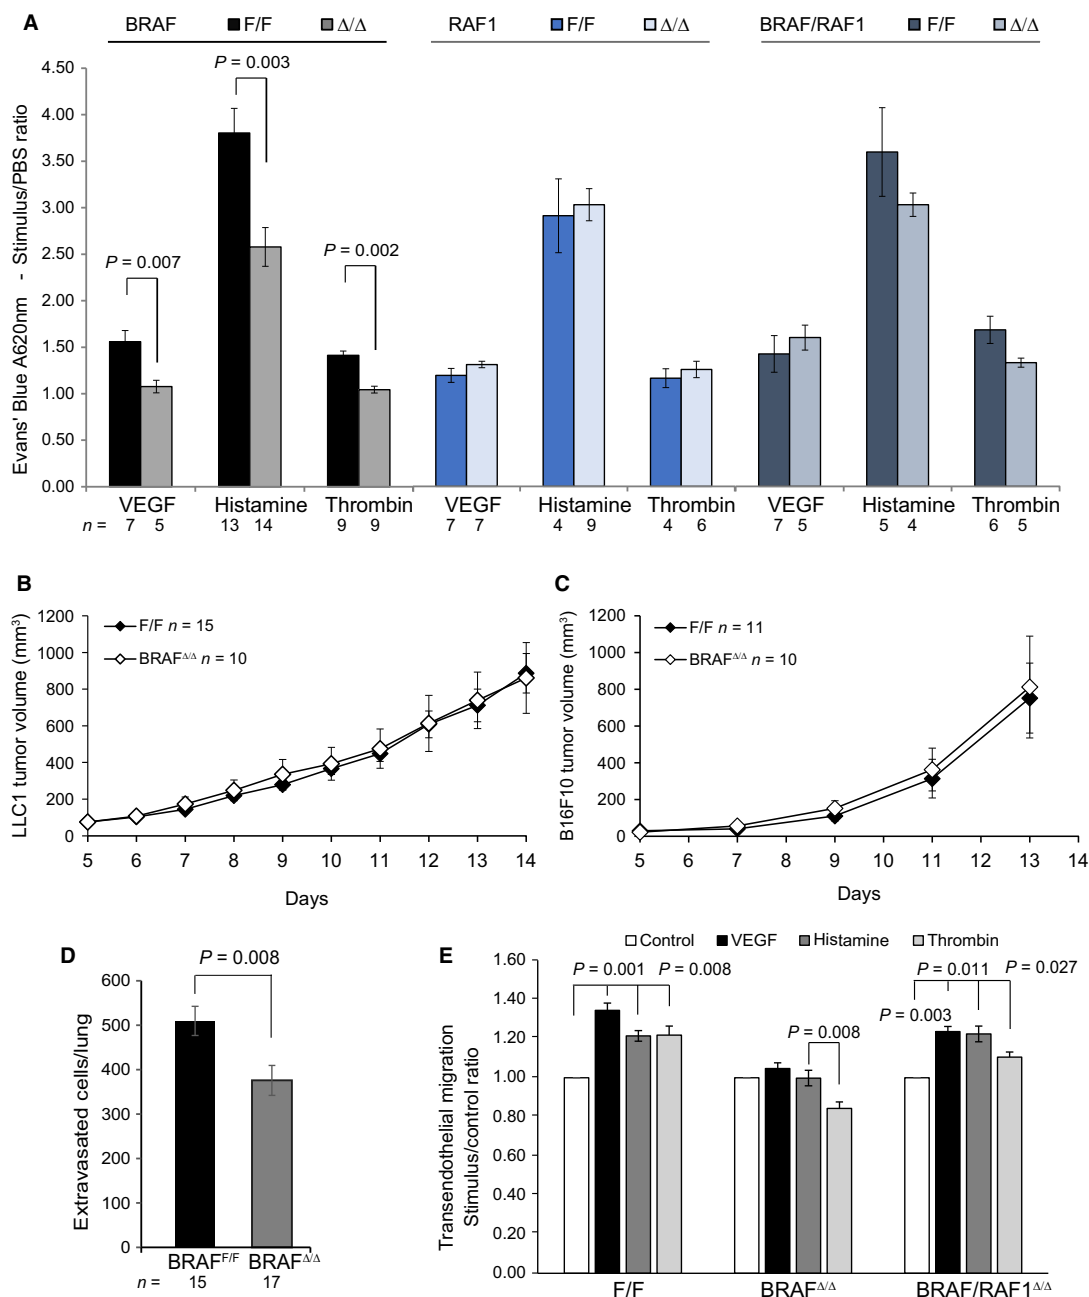 A BRAF F/F Δ/Δ RAF1 F/F Δ/Δ BRAF/RAF1 F/F Δ/Δ
Evans' Blue A620nm - Stimulus/PBS ratio
4.50
4.00
3.50
3.00
2.50
2.00
1.50
1.00
0.50
0.00
P = 0.007
P = 0.003
P = 0.002
VEGF Histamine Thrombin VEGF Histamine Thrombin VEGF Histamine Thrombin
n = 7 5 13 14 9 9 7 7 4 9 4 6 7 5 5 4 6 5
B
LLC1 tumor volume (mm³)
1200
1000
800
600
400
200
0
F/F n = 15
BRAF^Δ/Δ n = 10
5 6 7 8 9 10 11 12 13 14
Days
C
B16F10 tumor volume (mm³)
1200
1000
800
600
400
200
0
F/F n = 11
BRAF^Δ/Δ n = 10
5 6 7 8 9 10 11 12 13 14
Days
D
Extravasated cells/lung
600
500
400
300
200
100
0
P = 0.008
BRAF^F/F BRAF^Δ/Δ
n = 15 17
E
Control VEGF Histamine Thrombin
Transendothelial migration
Stimulus/control ratio
1.60
1.40
1.20
1.00
0.80
0.60
0.40
0.20
0.00
P = 0.001 P = 0.008
P = 0.008
P = 0.011 P = 0.027
P = 0.003
F/F BRAF^Δ/Δ BRAF/RAF1^Δ/Δ